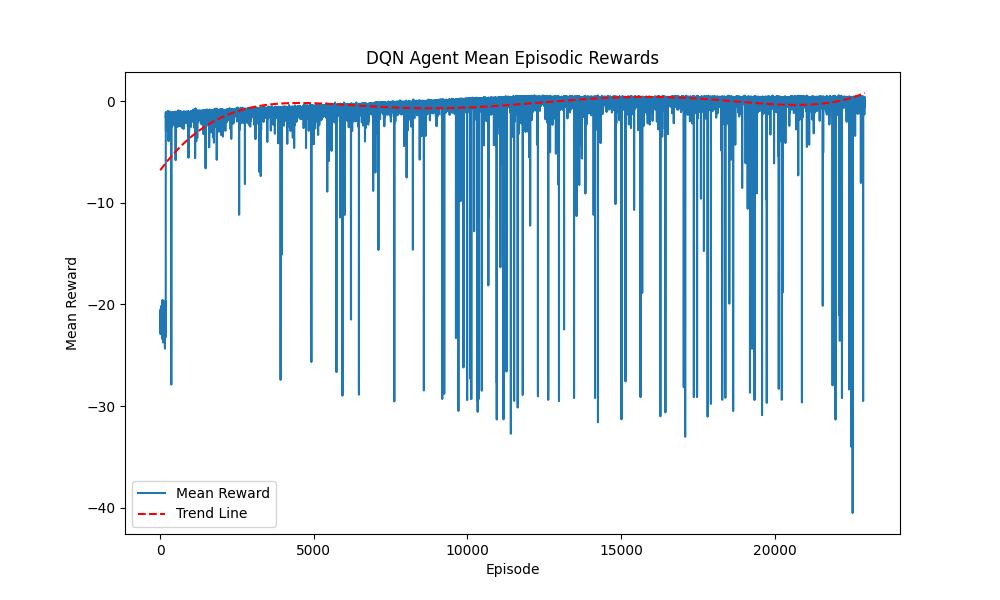 DQN Agent Mean Episodic Rewards
0
−10
−20
−30
−40
Mean Reward
Mean Reward
Trend Line
0
5000
10000
15000
20000
Episode